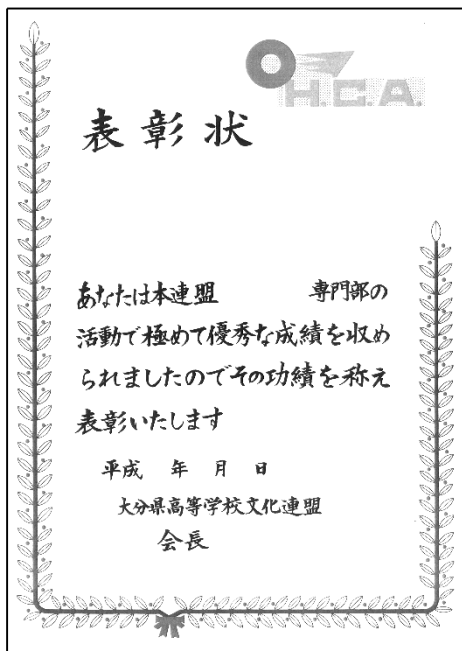 OH.C.A.
表彰状
あなたは本連盟　　　　専門部の
活動で極めて優秀な成績を収め
られましたのでその功績を称え
表彰いたします
平成　年　月　日
大分県高等学校文化連盟
会長